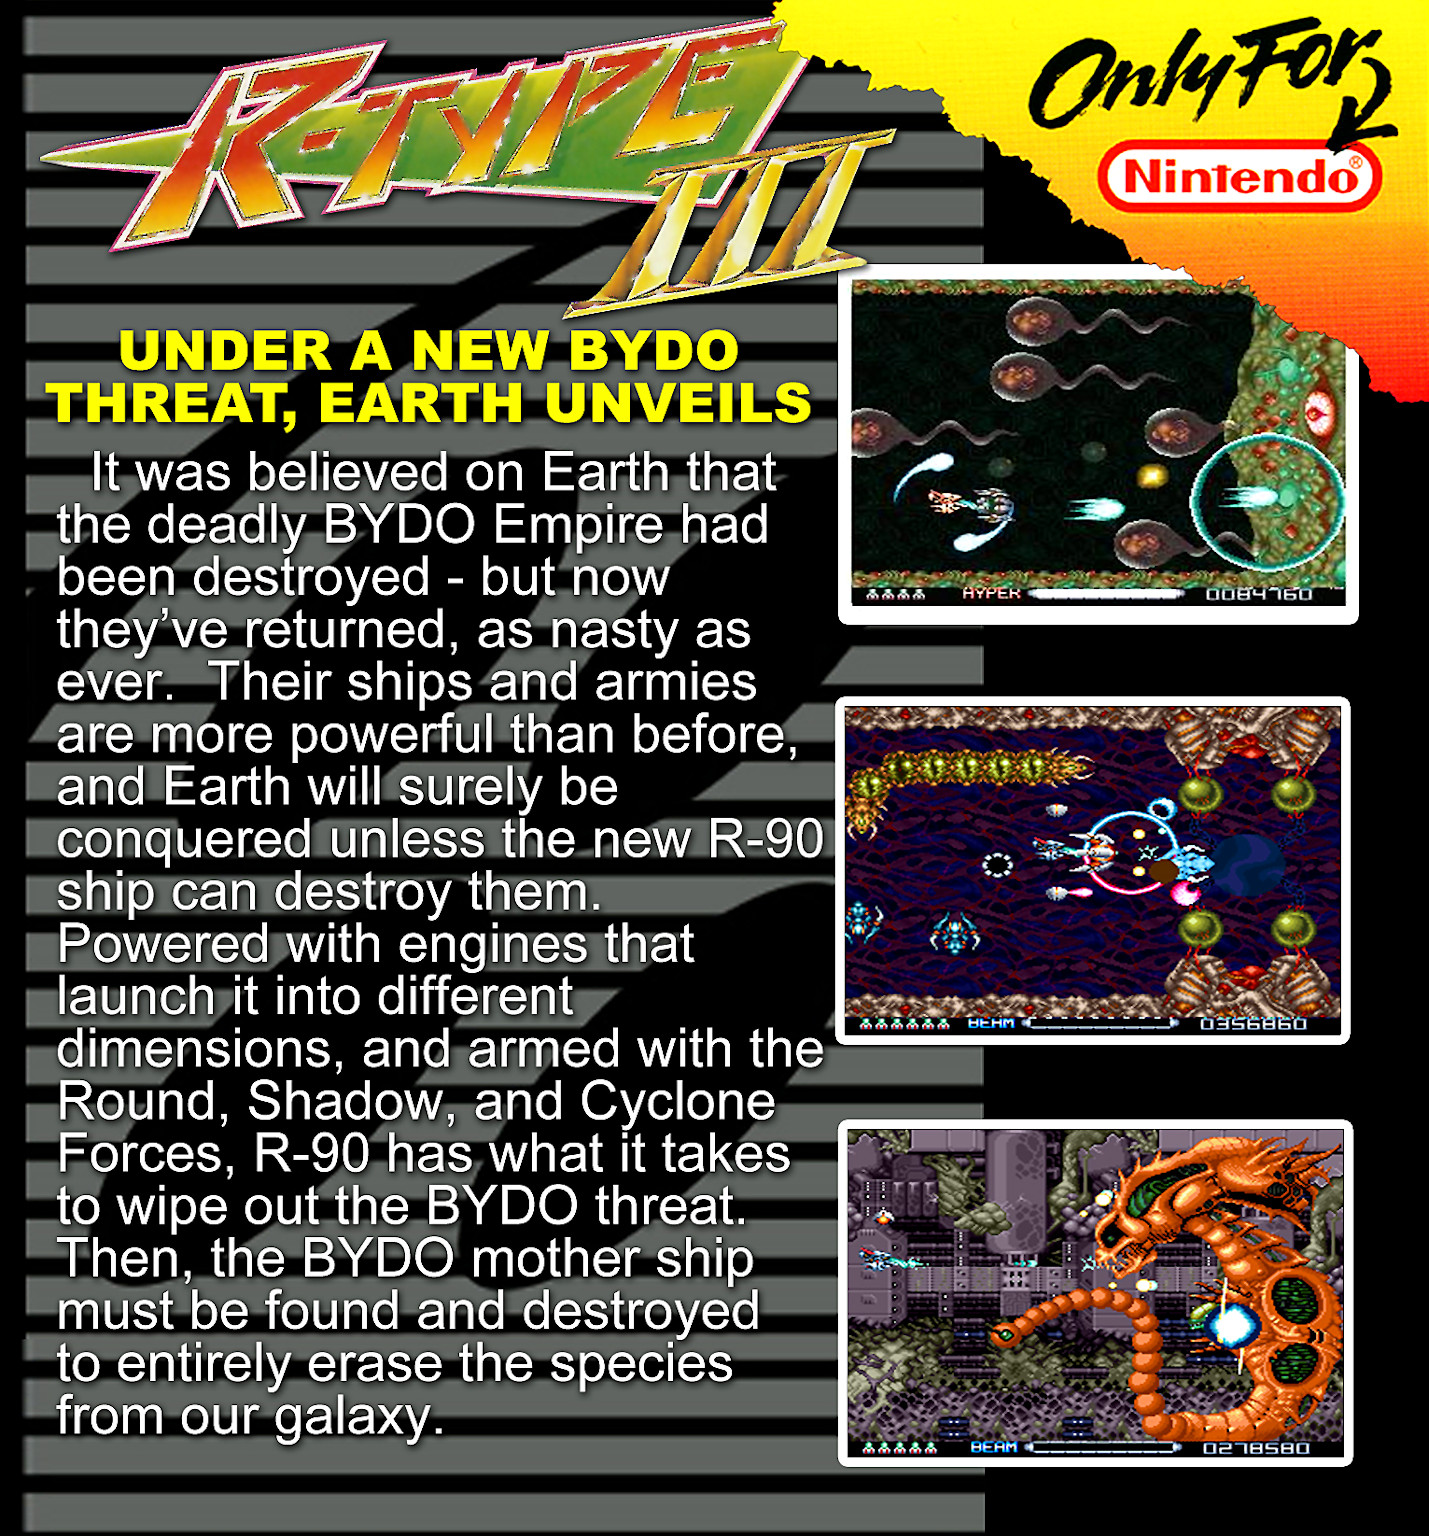 R-TYPE
III
Only For
Nintendo®
UNDER A NEW BYDO
THREAT, EARTH UNVEILS
It was believed on Earth that
the deadly BYDO Empire had
been destroyed - but now
they’ve returned, as nasty as
ever.  Their ships and armies
are more powerful than before,
and Earth will surely be
conquered unless the new R-90
ship can destroy them.
Powered with engines that
launch it into different
dimensions, and armed with the
Round, Shadow, and Cyclone
Forces, R-90 has what it takes
to wipe out the BYDO threat.
Then, the BYDO mother ship
must be found and destroyed
to entirely erase the species
from our galaxy.
HYPER 0084760
BEAM 0356860
BEAM 0278580